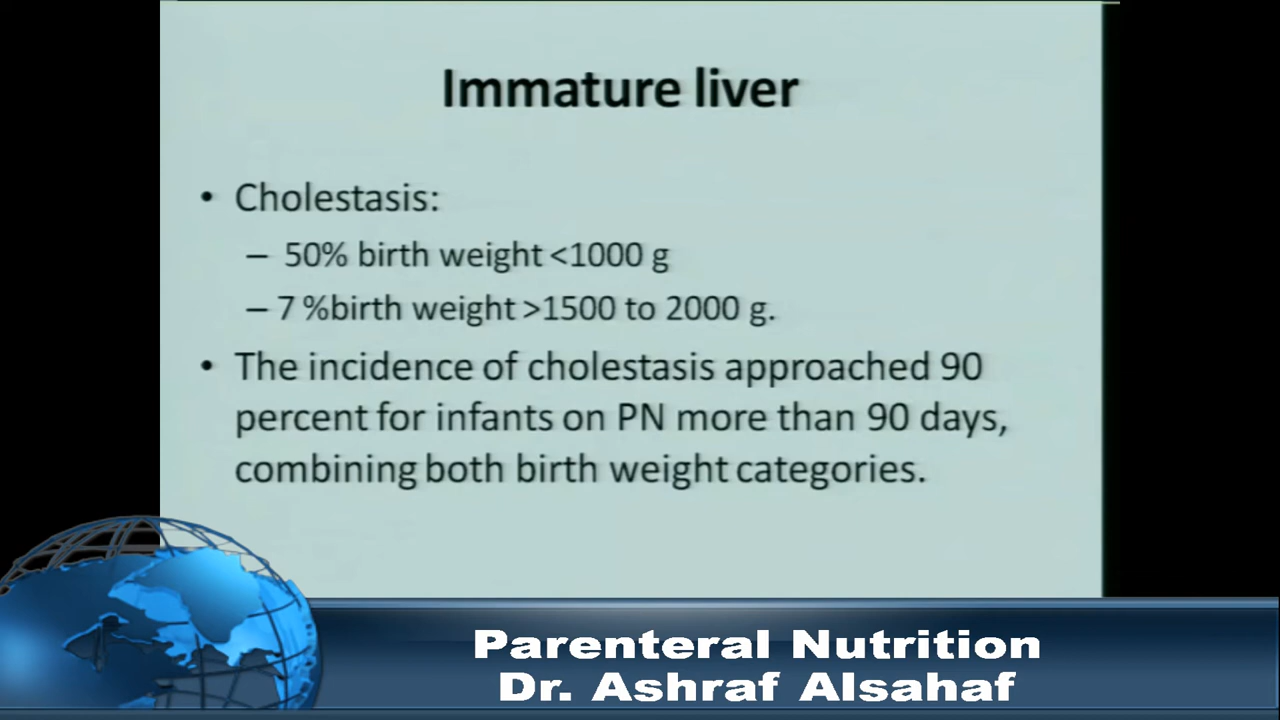 Immature liver
• Cholestasis:
– 50% birth weight <1000 g
– 7 %birth weight >1500 to 2000 g.
• The incidence of cholestasis approached 90
percent for infants on PN more than 90 days,
combining both birth weight categories.
Parenteral Nutrition
Dr. Ashraf Alsahaf